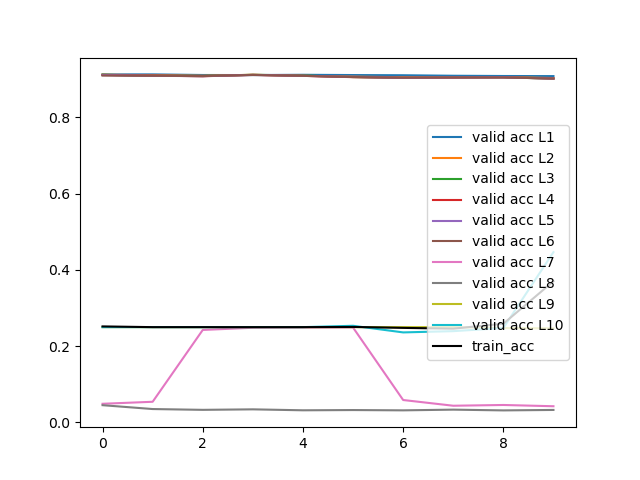 0.8
0.6
0.4
0.2
0.0
0
2
4
6
8
valid acc L1
valid acc L2
valid acc L3
valid acc L4
valid acc L5
valid acc L6
valid acc L7
valid acc L8
valid acc L9
valid acc L10
train_acc